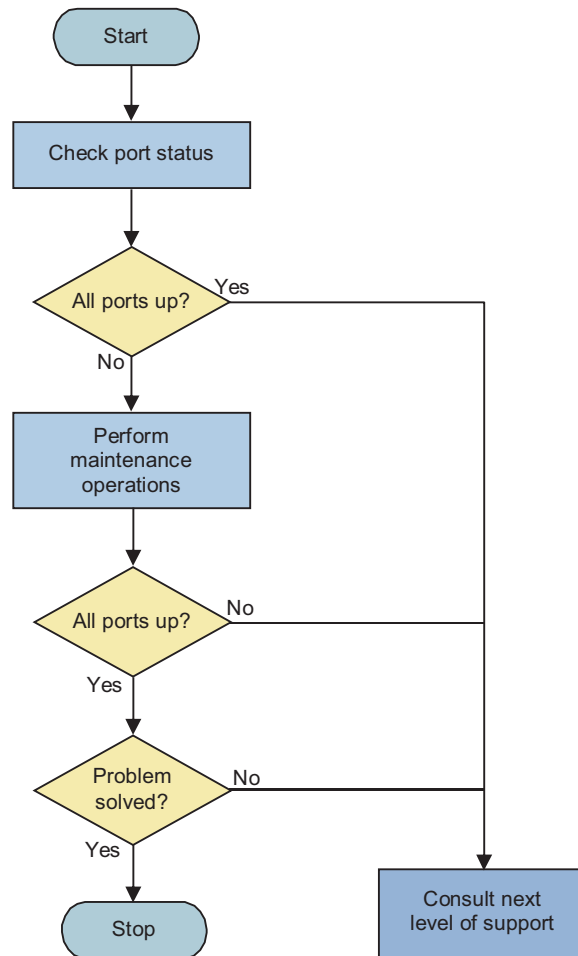 Start
Check port status
All ports up?
Yes
No
Perform
maintenance
operations
All ports up?
No
Yes
Problem
solved?
No
Yes
Stop
Consult next
level of support